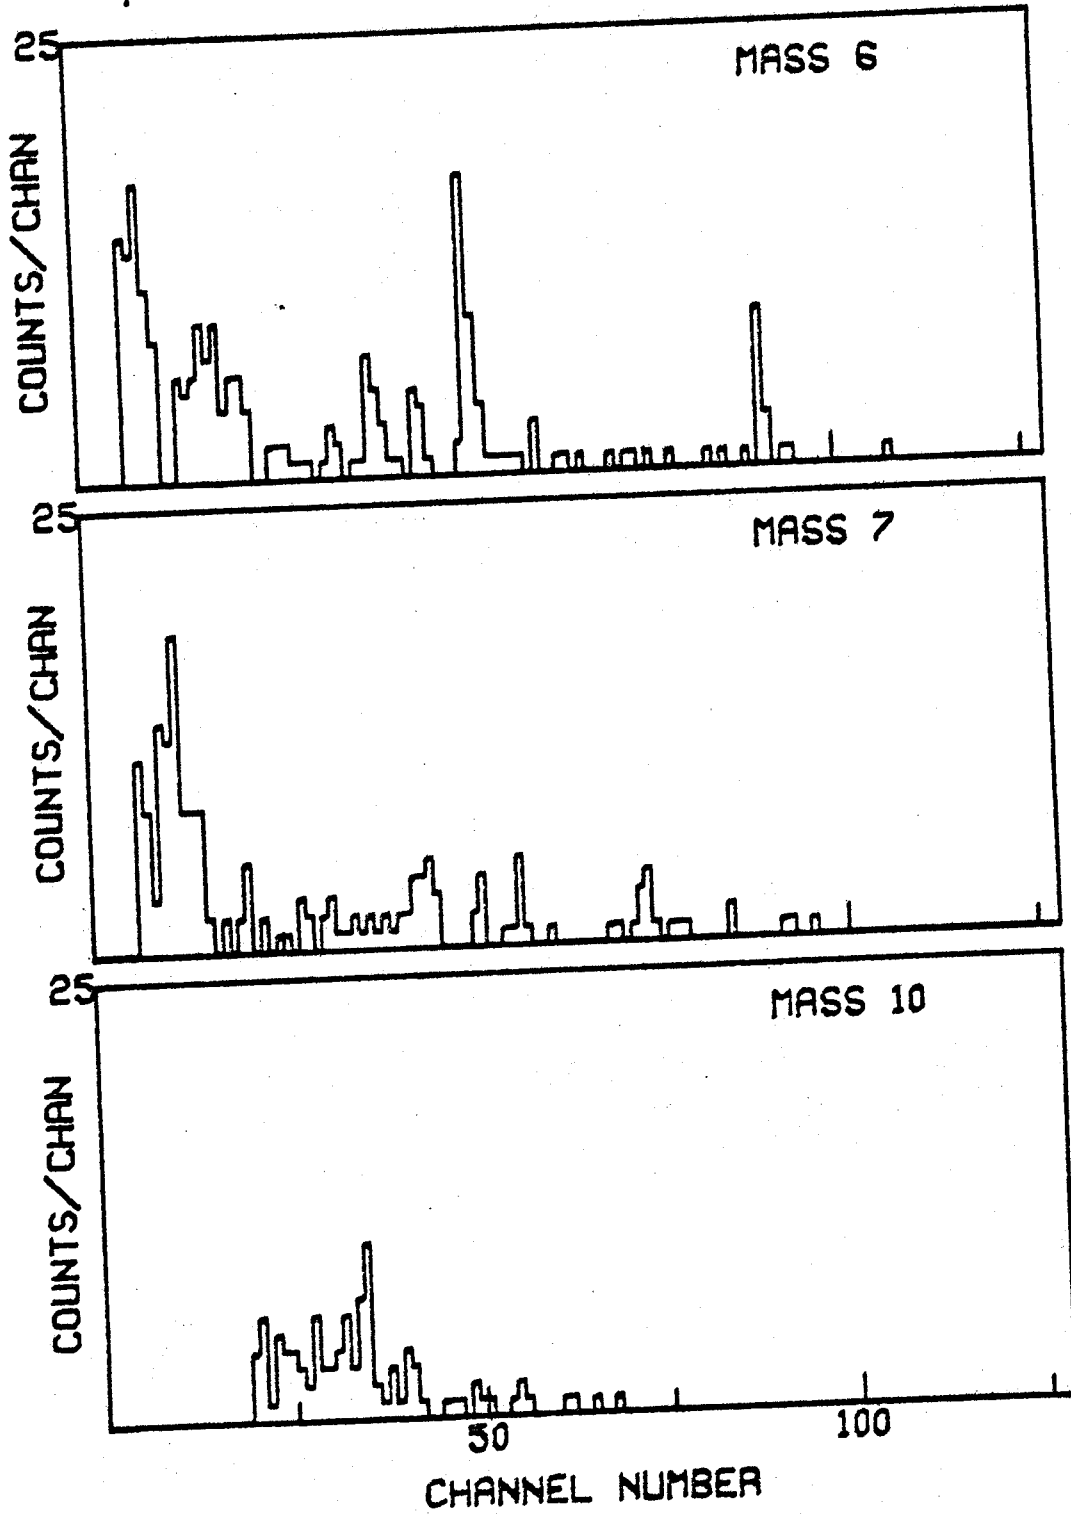 25
MASS 6
COUNTS/CHAN
25
MASS 7
COUNTS/CHAN
25
MASS 10
COUNTS/CHAN
50
100
CHANNEL NUMBER